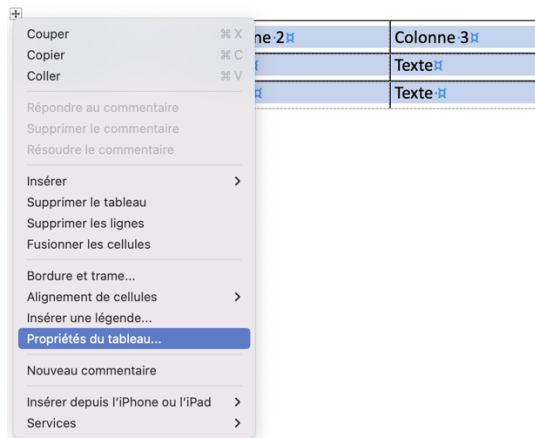 Couper ⌘ X
Copier ⌘ C
Coller ⌘ V
Répondre au commentaire
Supprimer le commentaire
Résoudre le commentaire
Insérer
Supprimer le tableau
Supprimer les lignes
Fusionner les cellules
Bordure et trame...
Alignement de cellules
Insérer une légende...
Propriétés du tableau...
Nouveau commentaire
Insérer depuis l'iPhone ou l'iPad
Services
ne·2¤ Colonne·3¤
¤ Texte¤
¤ Texte·¤